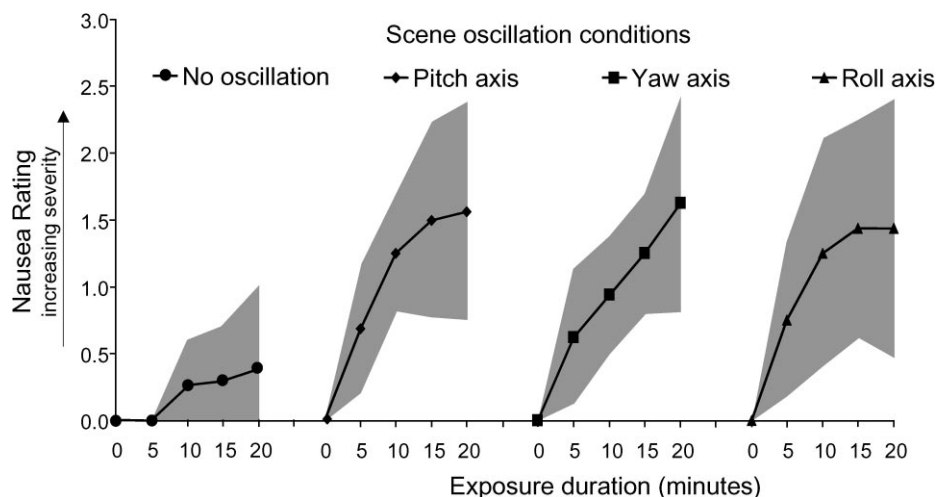 3.0
2.5
2.0
1.5
1.0
0.5
0.0
Nausea Rating
increasing severity
Scene oscillation conditions
No oscillation Pitch axis Yaw axis Roll axis
0 5 10 15 20 0 5 10 15 20 0 5 10 15 20 0 5 10 15 20
Exposure duration (minutes)